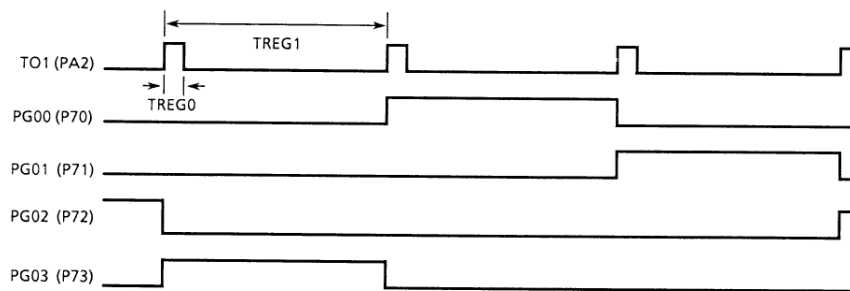 TREG1
TO1 (PA2)
TREG0
PG00 (P70)
PG01 (P71)
PG02 (P72)
PG03 (P73)